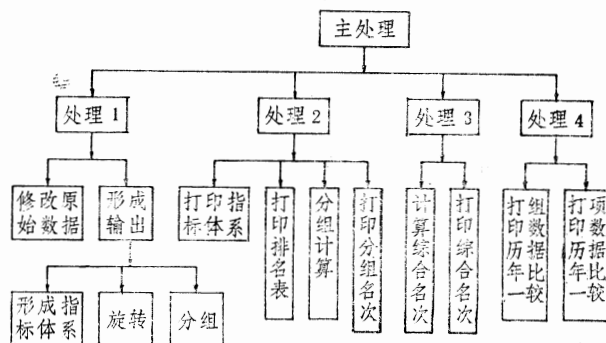 主处理
处理1
处理2
处理3
处理4
修改原
始数据
形成
输出
打印指
标体系
打印排名表
分组计算
打印分组名次
计算综合名次
打印综合名次
打印历年一
组数据比较
打印历年一
项数据比较
形成指
标体系
旋转
分组